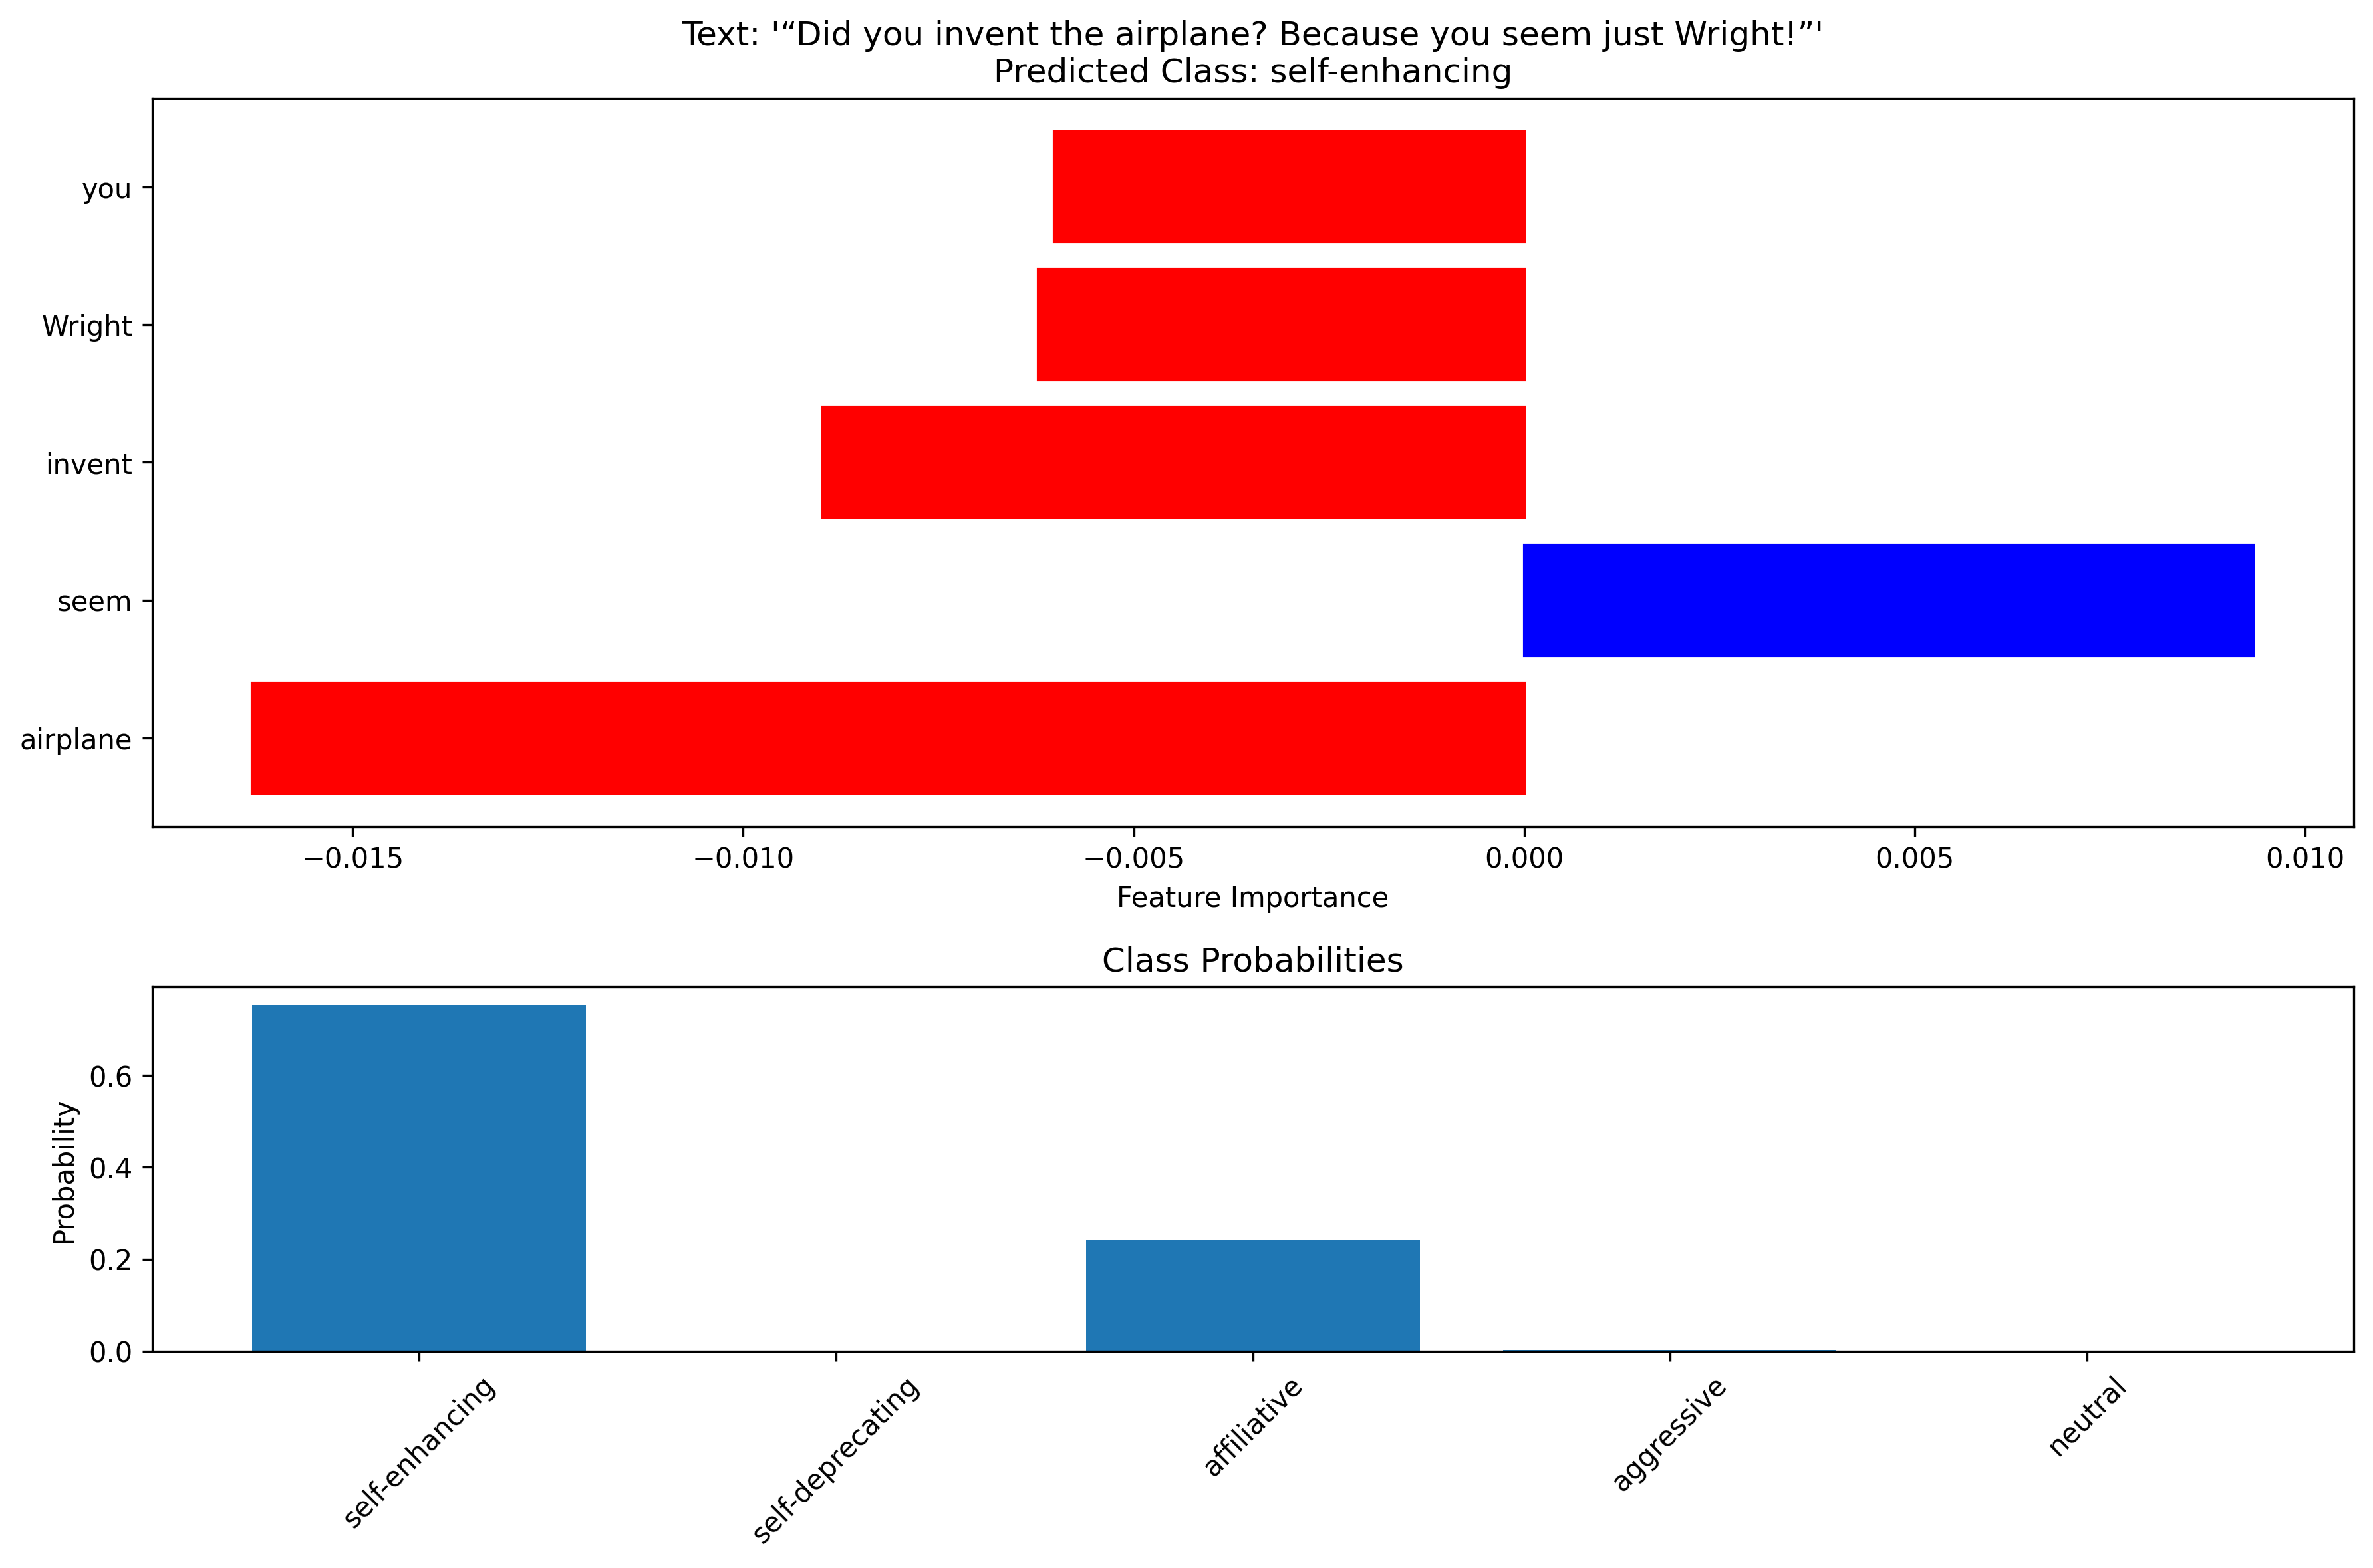 Text: '“Did you invent the airplane? Because you seem just Wright!”'
Predicted Class: self-enhancing
you
Wright
invent
seem
airplane
−0.015
−0.010
−0.005
0.000
0.005
0.010
Feature Importance
Class Probabilities
Probability
0.6
0.4
0.2
0.0
self-enhancing
self-deprecating
affiliative
aggressive
neutral